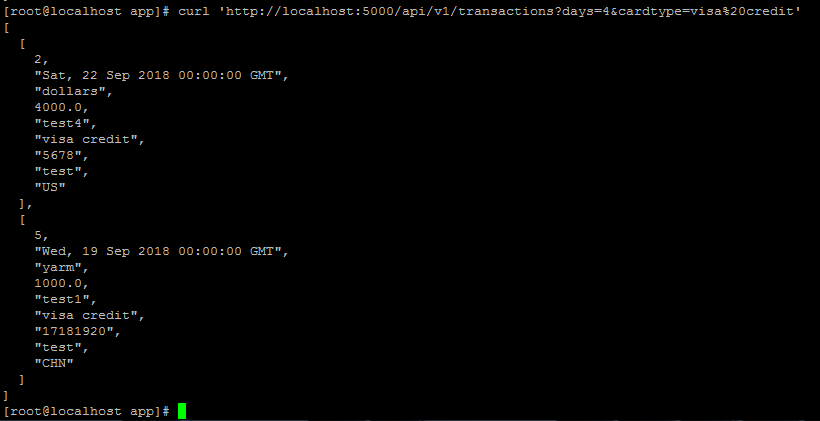 [root@localhost app]# curl 'http://localhost:5000/api/v1/transactions?days=4&cardtype=visa%20credit'
[
  [
    2,
    "Sat, 22 Sep 2018 00:00:00 GMT",
    "dollars",
    4000.0,
    "test4",
    "visa credit",
    "5678",
    "test",
    "US"
  ],
  [
    5,
    "Wed, 19 Sep 2018 00:00:00 GMT",
    "yarm",
    1000.0,
    "test1",
    "visa credit",
    "17181920",
    "test",
    "CHN"
  ]
]
[root@localhost app]#